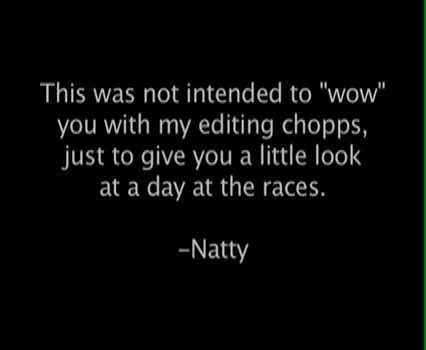 This was not intended to "wow"
you with my editing chopps,
just to give you a little look
at a day at the races.
–Natty